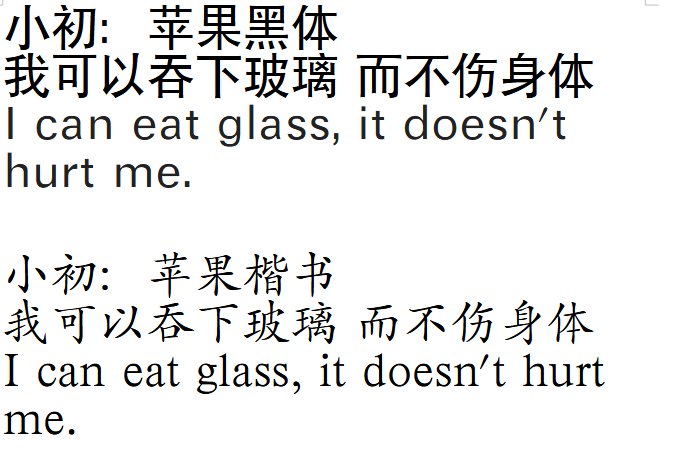 小初： 苹果黑体
我可以吞下玻璃 而不伤身体
I can eat glass, it doesn't
hurt me.
小初： 苹果楷书
我可以吞下玻璃 而不伤身体
I can eat glass, it doesn't hurt
me.